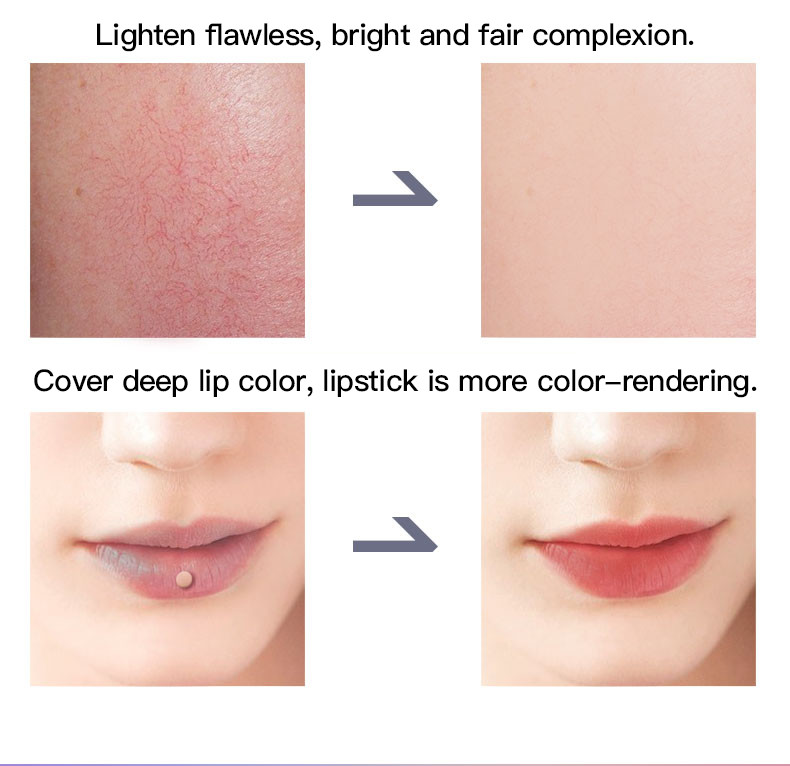 Lighten flawless, bright and fair complexion.
Cover deep lip color, lipstick is more color-rendering.